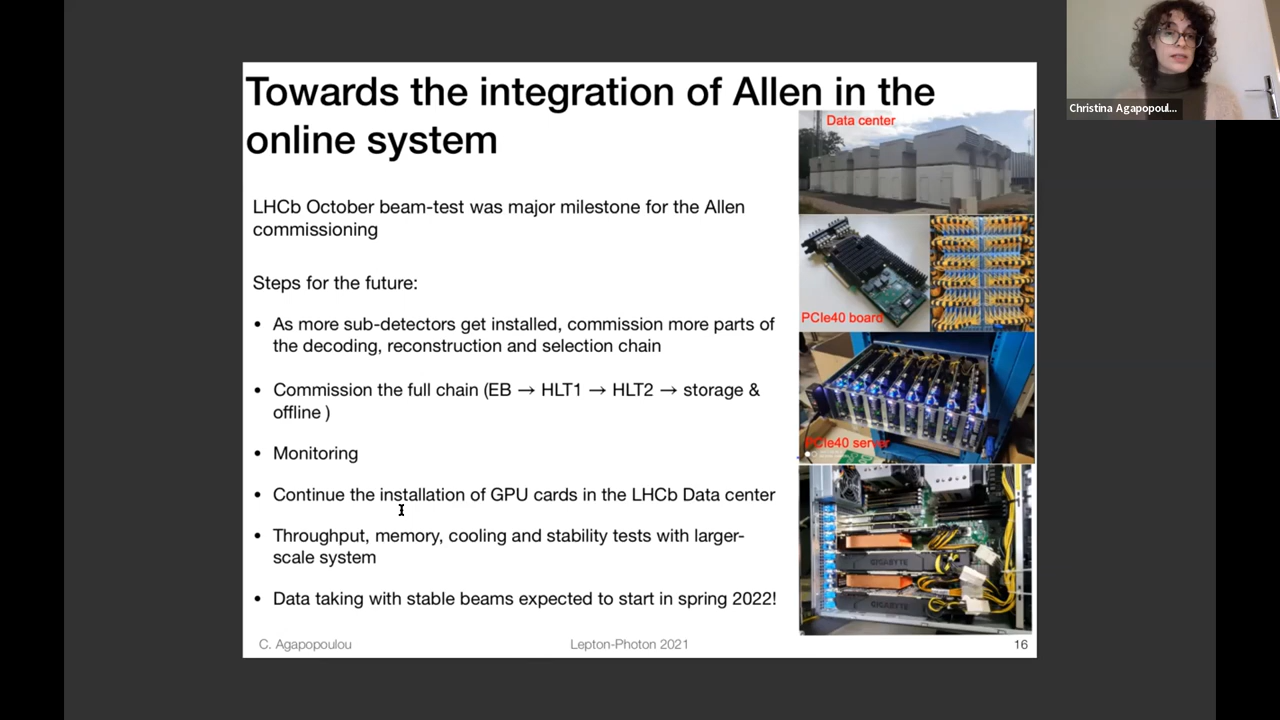 Towards the integration of Allen in the
online system
LHCb October beam-test was major milestone for the Allen
commissioning
Steps for the future:
• As more sub-detectors get installed, commission more parts of
the decoding, reconstruction and selection chain
• Commission the full chain (EB → HLT1 → HLT2 → storage &
offline )
• Monitoring
• Continue the installation of GPU cards in the LHCb Data center
• Throughput, memory, cooling and stability tests with larger-
scale system
• Data taking with stable beams expected to start in spring 2022!
Data center
PCIe40 board
PCIe40 server
GIGABYTE
GIGABYTE
C. Agapopoulou
Lepton-Photon 2021
16
Christina Agapopoul...